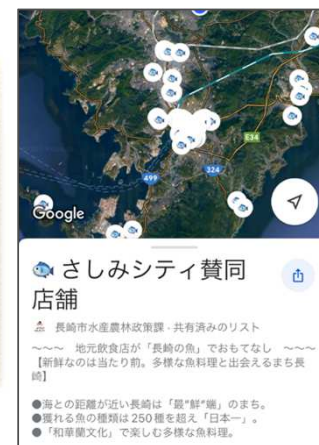 E34
324
499
Google
さしみシティ賛同
店舗
長崎市水産農林政策課・共有済みのリスト
～～～ 地元飲食店が「長崎の魚」でおもてなし ～～～
【新鮮なのは当たり前。多様な魚料理と出会えるまち長
崎】
●海との距離が近い長崎は「最"鮮"端」のまち。
●獲れる魚の種類は250種を超え「日本一」。
●「和華蘭文化」で楽しむ多様な魚料理。